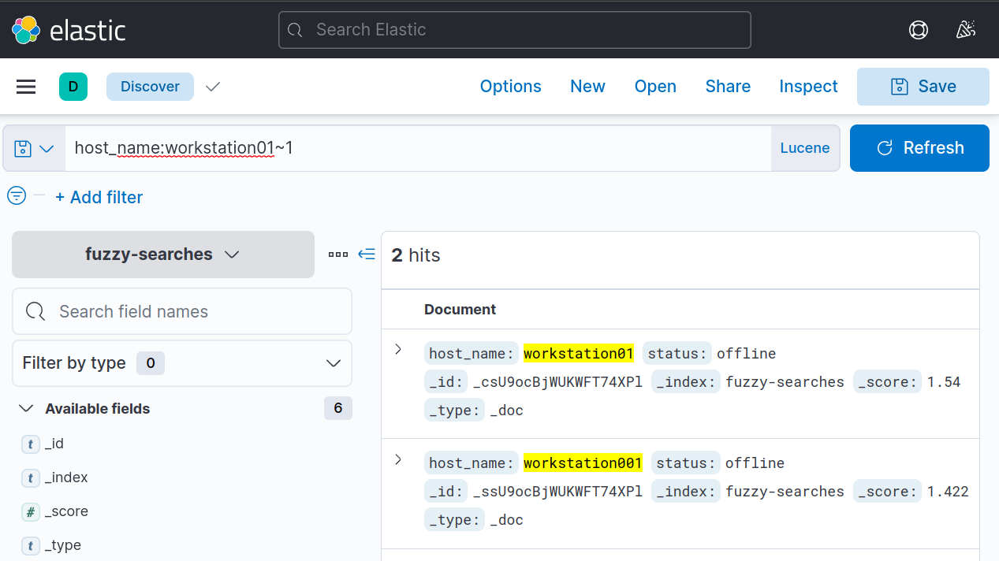 elastic
Search Elastic
D
Discover
Options
New
Open
Share
Inspect
Save
host_name:workstation01~1
Lucene
Refresh
+ Add filter
fuzzy-searches
Search field names
Filter by type 0
Available fields 6
t _id
t _index
# _score
t _type
2 hits
Document
host_name: workstation01 status: offline
_id: _csU9ocBjWUKWFT74XPl _index: fuzzy-searches _score: 1.54
_type: _doc
host_name: workstation001 status: offline
_id: _ssU9ocBjWUKWFT74XPl _index: fuzzy-searches _score: 1.422
_type: _doc